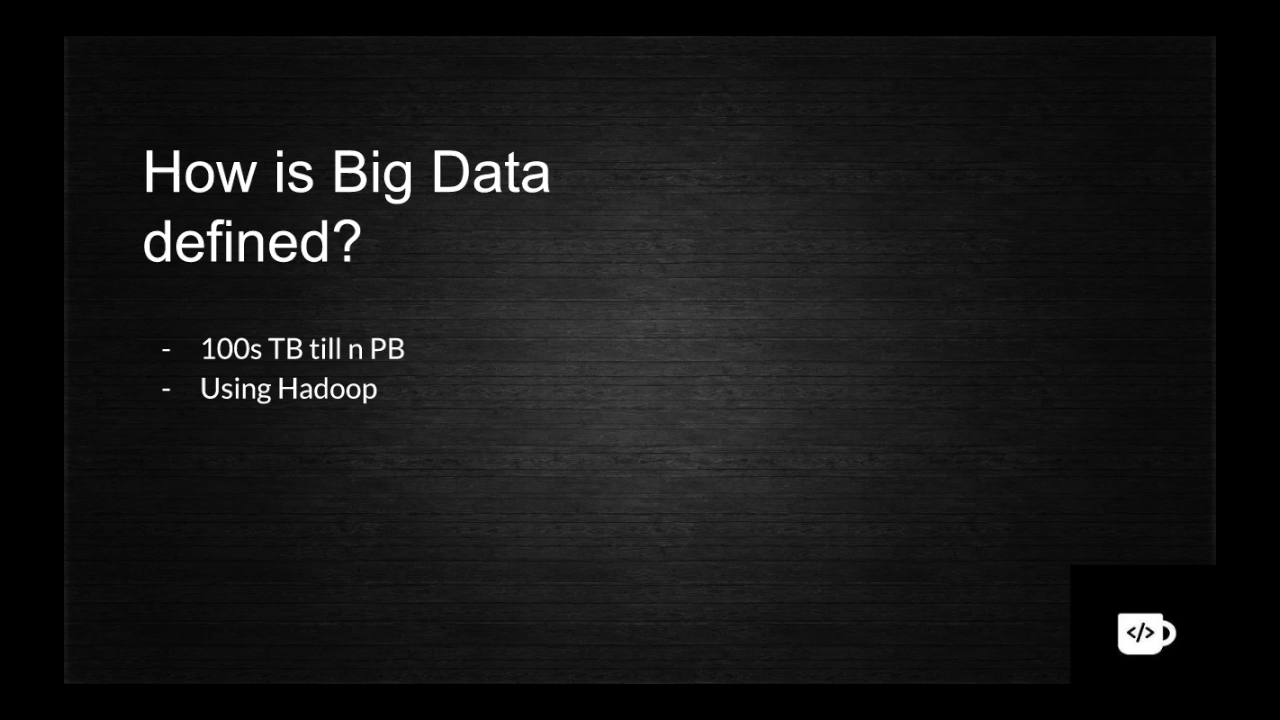 How is Big Data
defined?
- 100s TB till n PB
- Using Hadoop
</>